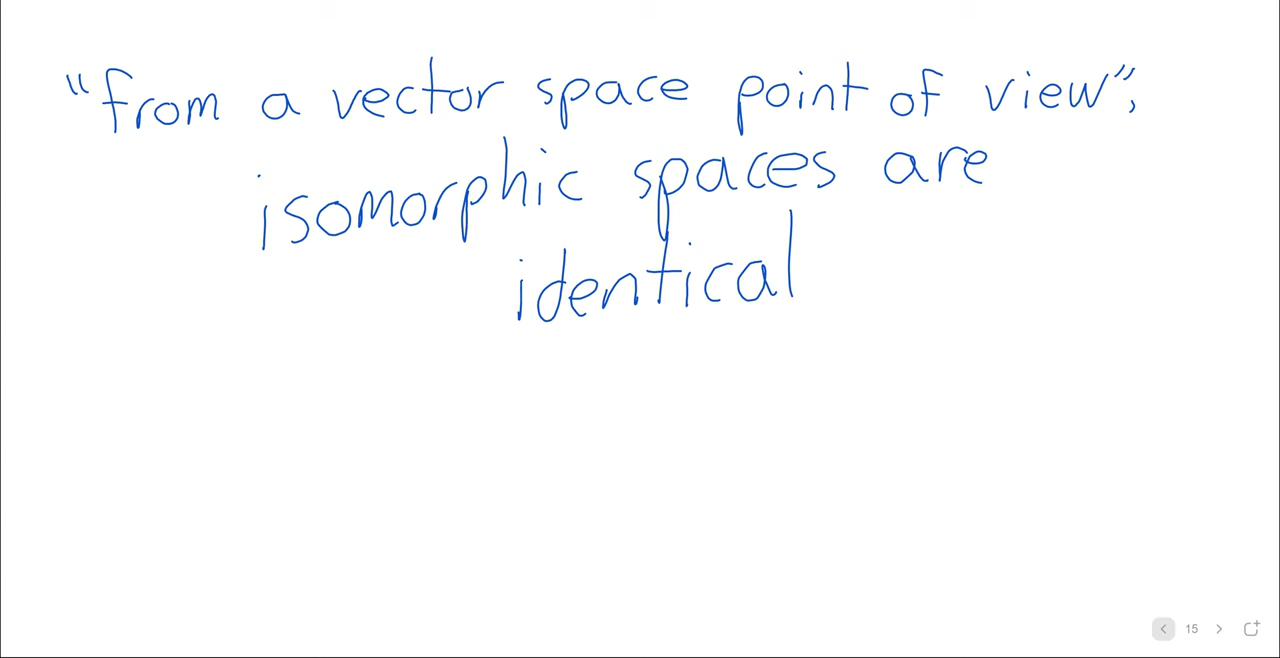 "from a vector space point of view",
isomorphic spaces are
identical
15